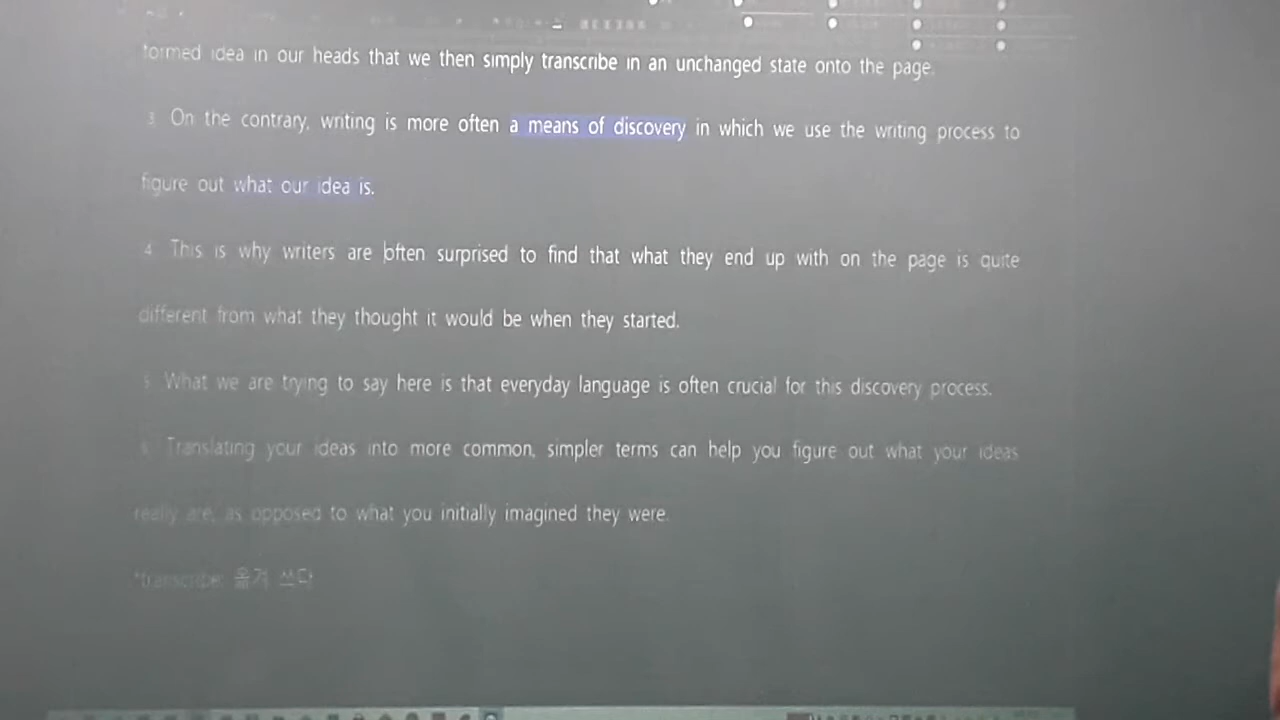 formed idea in our heads that we then simply transcribe in an unchanged state onto the page.
3 On the contrary, writing is more often a means of discovery in which we use the writing process to
figure out what our idea is.
4 This is why writers are often surprised to find that what they end up with on the page is quite
different from what they thought it would be when they started.
5 What we are trying to say here is that everyday language is often crucial for this discovery process.
6 Translating your ideas into more common, simpler terms can help you figure out what your ideas
really are, as opposed to what you initially imagined they were.
*transcribe: 옮겨 쓰다